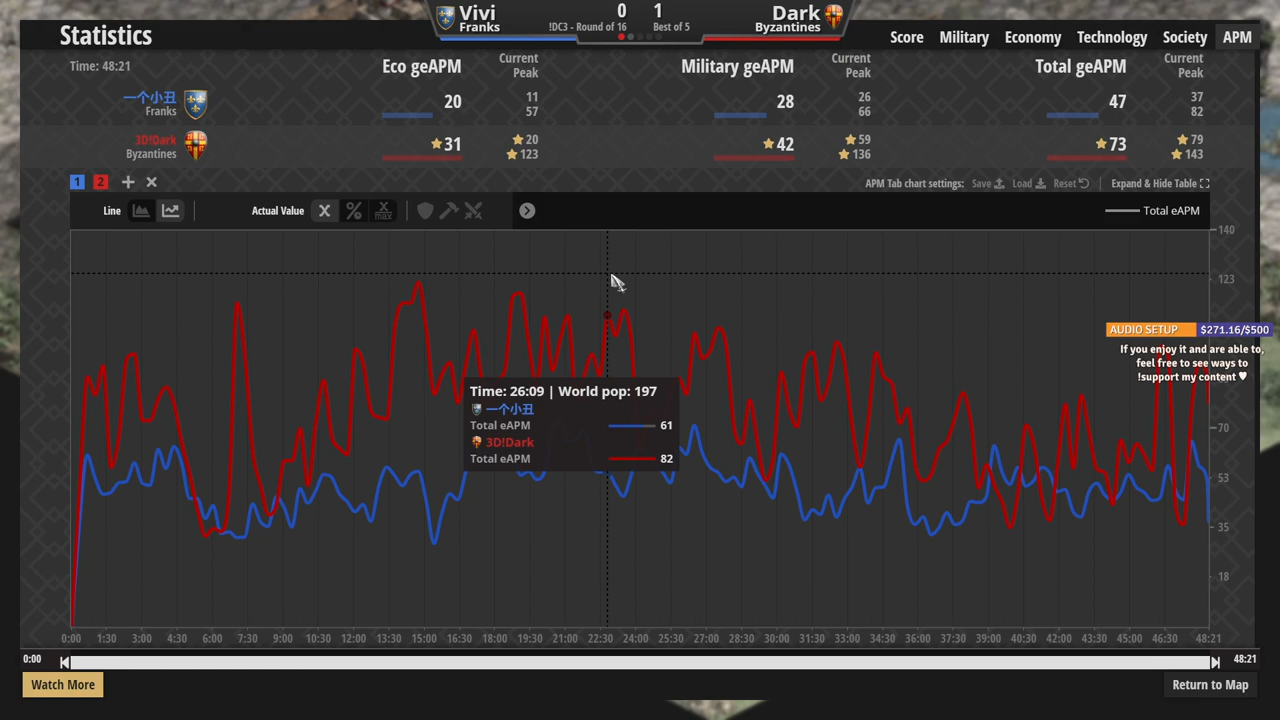 Vivi
Franks
0 1
!DC3 - Round of 16 Best of 5
Dark
Byzantines
Statistics
Score Military Economy Technology Society APM
Time: 48:21
Eco geAPM Current Peak Military geAPM Current Peak Total geAPM Current Peak
一个小丑
Franks
20 11 57 28 26 66 47 37 82
3D!Dark
Byzantines
31 20 123 42 59 136 73 79 143
1 2
APM Tab chart settings: Save Load Reset Expand & Hide Table
Line Actual Value X % X max
Total eAPM
140
123
AUDIO SETUP $271.16/$500
If you enjoy it and are able to,
feel free to see ways to
!support my content ♥
Time: 26:09 | World pop: 197
一个小丑
Total eAPM 61
3D!Dark
Total eAPM 82
70
53
35
18
0:00 1:30 3:00 4:30 6:00 7:30 9:00 10:30 12:00 13:30 15:00 16:30 18:00 19:30 21:00 22:30 24:00 25:30 27:00 28:30 30:00 31:30 33:00 34:30 36:00 37:30 39:00 40:30 42:00 43:30 45:00 46:30 48:21
0:00 48:21
Watch More Return to Map